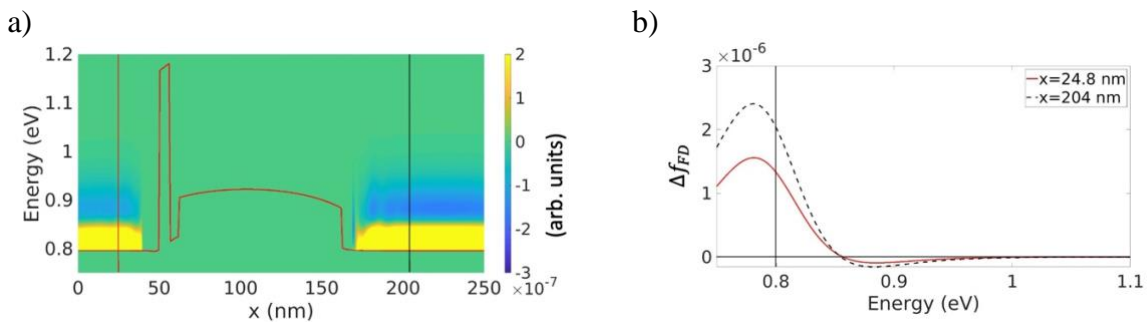 a)
b)
1.2
1.1
1
0.9
0.8
Energy (eV)
0 50 100 150 200 250
x (nm)
2
1
0
-1
-2
-3
×10⁻⁷
(arb. units)
×10⁻⁶
3
2
1
0
Δf_FD
x=24.8 nm
x=204 nm
0.8 0.9 1 1.1
Energy (eV)